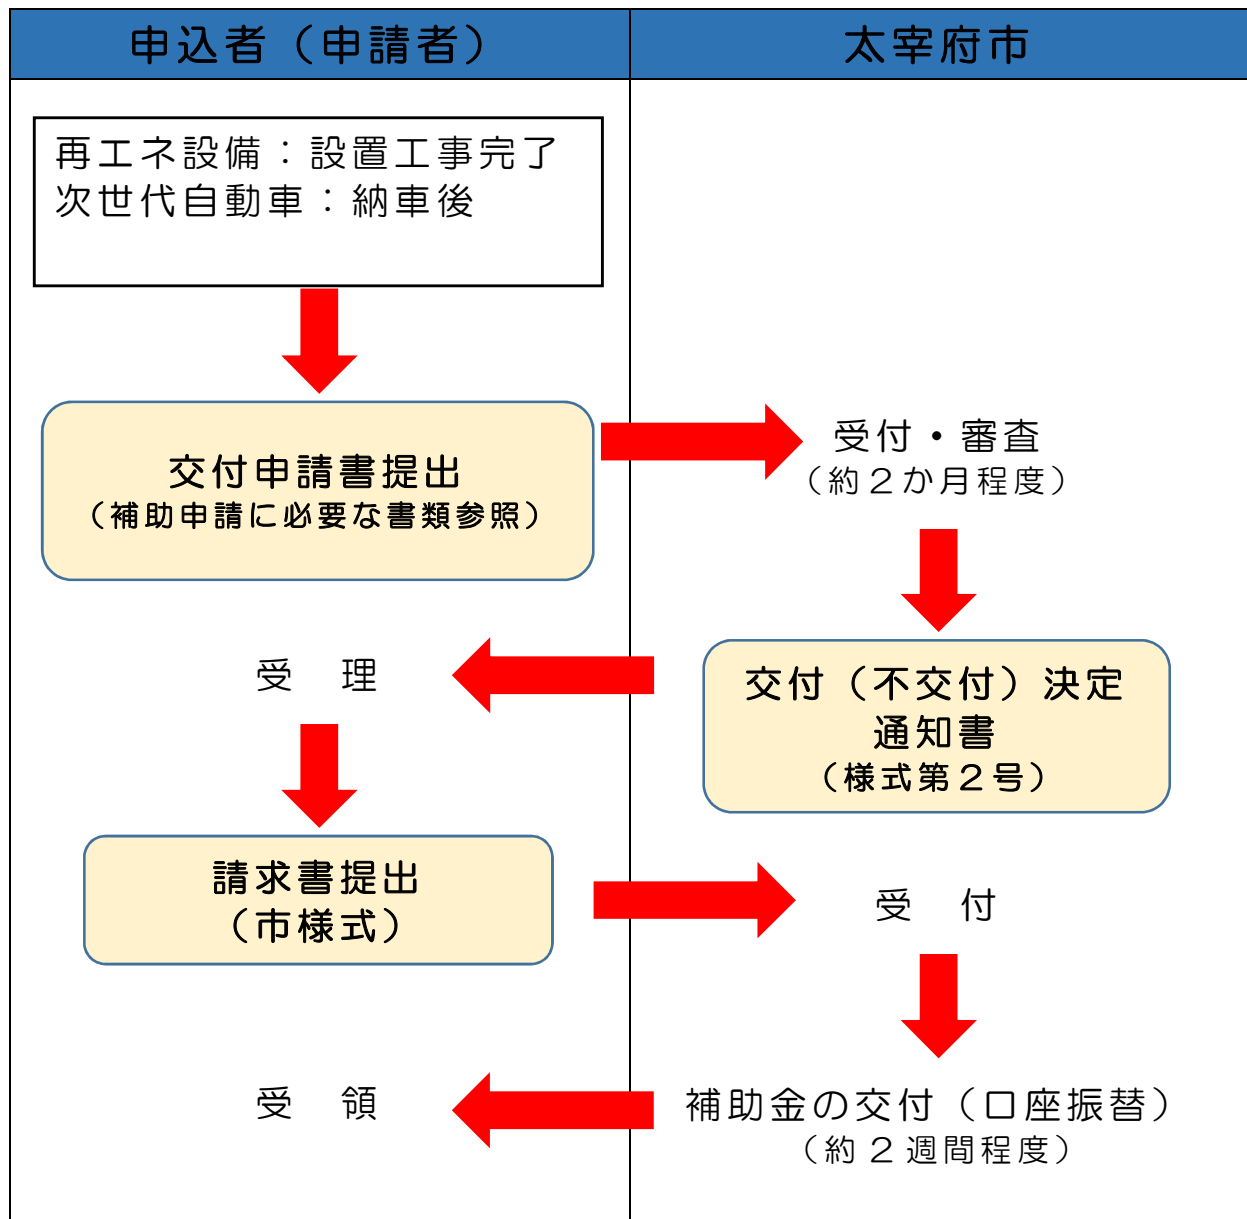 申込者（申請者）
太宰府市
再エネ設備：設置工事完了
次世代自動車：納車後
交付申請書提出
（補助申請に必要な書類参照）
受付・審査
（約２か月程度）
交付（不交付）決定
通知書
（様式第２号）
受　理
請求書提出
（市様式）
受　付
補助金の交付（口座振替）
（約２週間程度）
受　領